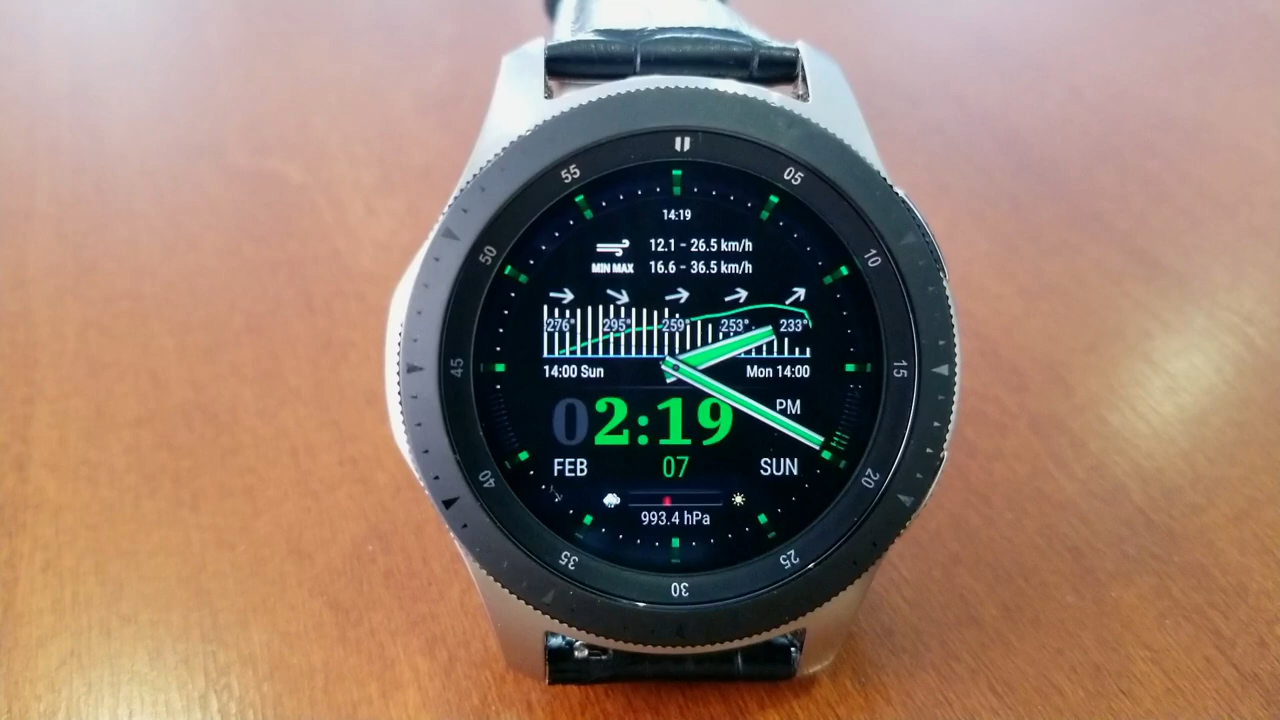 55
05
50
10
45
15
40
20
35
25
30
14:19
12.1 - 26.5 km/h
MIN MAX 16.6 - 36.5 km/h
276° 295° 259° 253° 233°
14:00 Sun Mon 14:00
02:19 PM
FEB 07 SUN
993.4 hPa